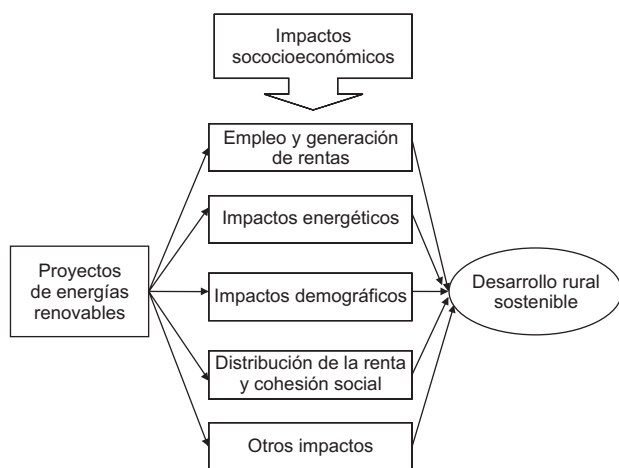 Impactos
sococioeconómicos
Empleo y generación
de rentas
Impactos energéticos
Proyectos
de energías
renovables
Impactos demográficos
Desarrollo rural
sostenible
Distribución de la renta
y cohesión social
Otros impactos